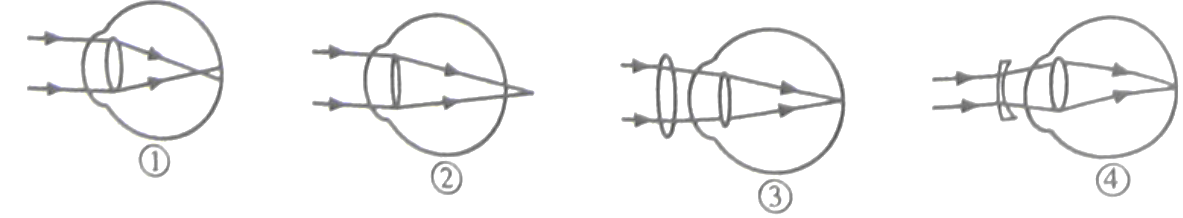 ①
②
③
④